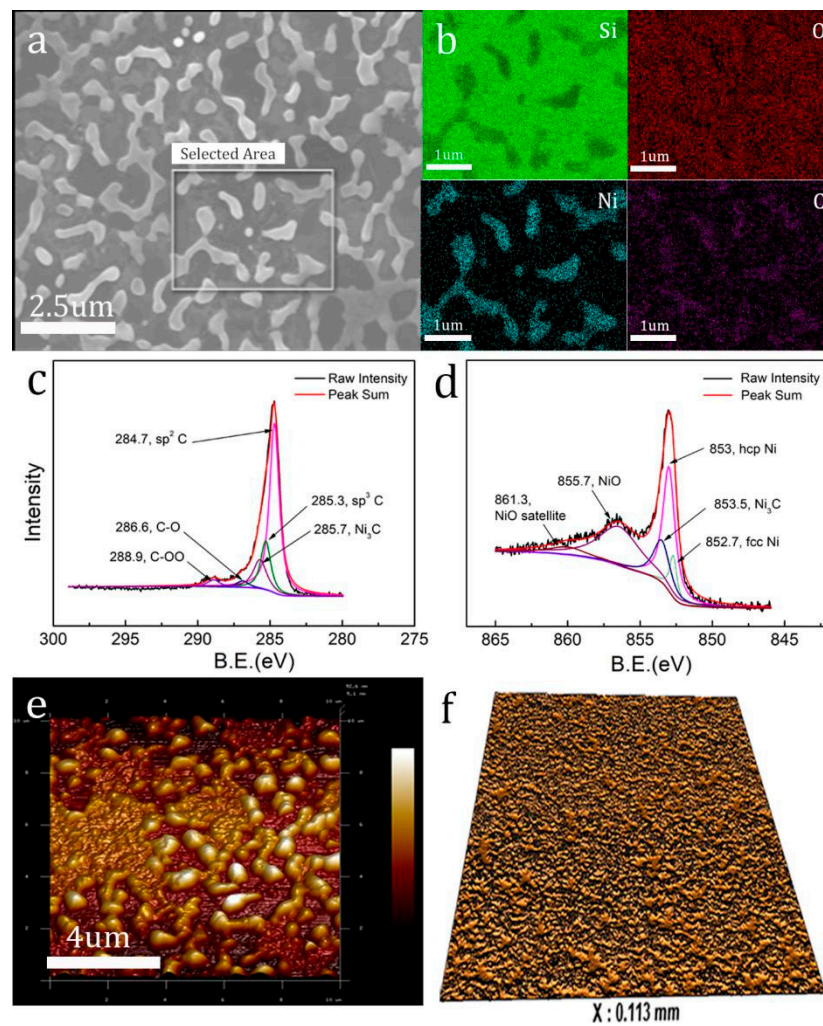 a
Selected Area
2.5um
b
Si
1um
O
1um
Ni
1um
1um
c
Raw Intensity
Peak Sum
284.7, sp² C
285.3, sp³ C
285.7, Ni₃C
286.6, C-O
288.9, C-OO
Intensity
300 295 290 285 280 275
B.E.(eV)
d
Raw Intensity
Peak Sum
853, hcp Ni
855.7, NiO
861.3,
NiO satellite
853.5, Ni₃C
852.7, fcc Ni
865 860 855 850 845
B.E.(eV)
e
4um
f
X : 0.113 mm